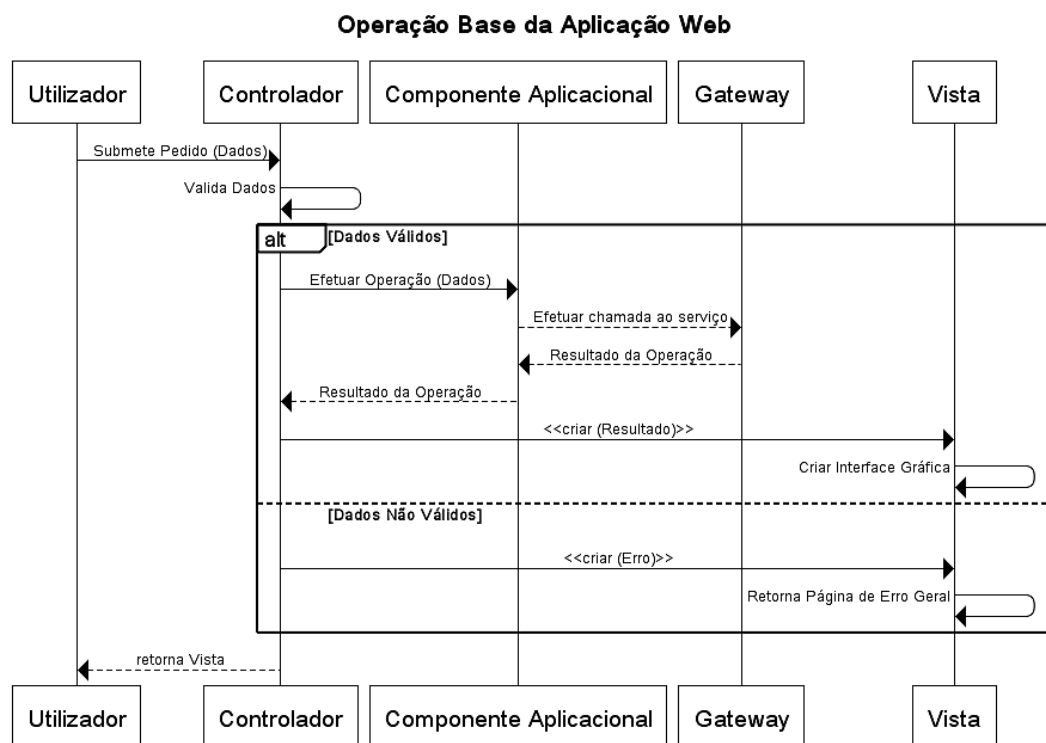 Operação Base da Aplicação Web
Utilizador Controlador Componente Aplicacional Gateway Vista
Submete Pedido (Dados)
Valida Dados
alt [Dados Válidos]
Efetuar Operação (Dados)
Efetuar chamada ao serviço
Resultado da Operação
Resultado da Operação
<<criar (Resultado)>>
Criar Interface Gráfica
[Dados Não Válidos]
<<criar (Erro)>>
Retorna Página de Erro Geral
retorna Vista
Utilizador Controlador Componente Aplicacional Gateway Vista